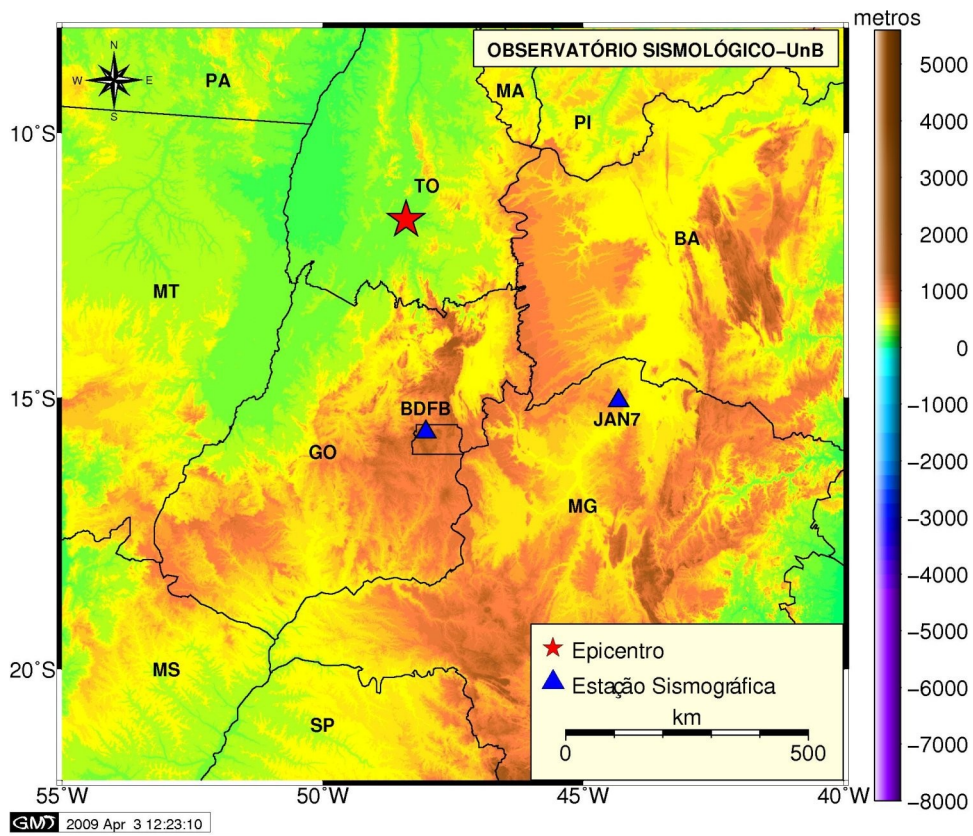 metros
OBSERVATÓRIO SISMOLÓGICO–UnB
N
W E
S
PA
MA
PI
10°S
TO
BA
MT
15°S
BDFB
JAN7
GO
MG
20°S
MS
SP
Epicentro
Estação Sismográfica
km
0 500
55°W 50°W 45°W 40°W
5000
4000
3000
2000
1000
0
−1000
−2000
−3000
−4000
−5000
−6000
−7000
−8000
GMT 2009 Apr 3 12:23:10